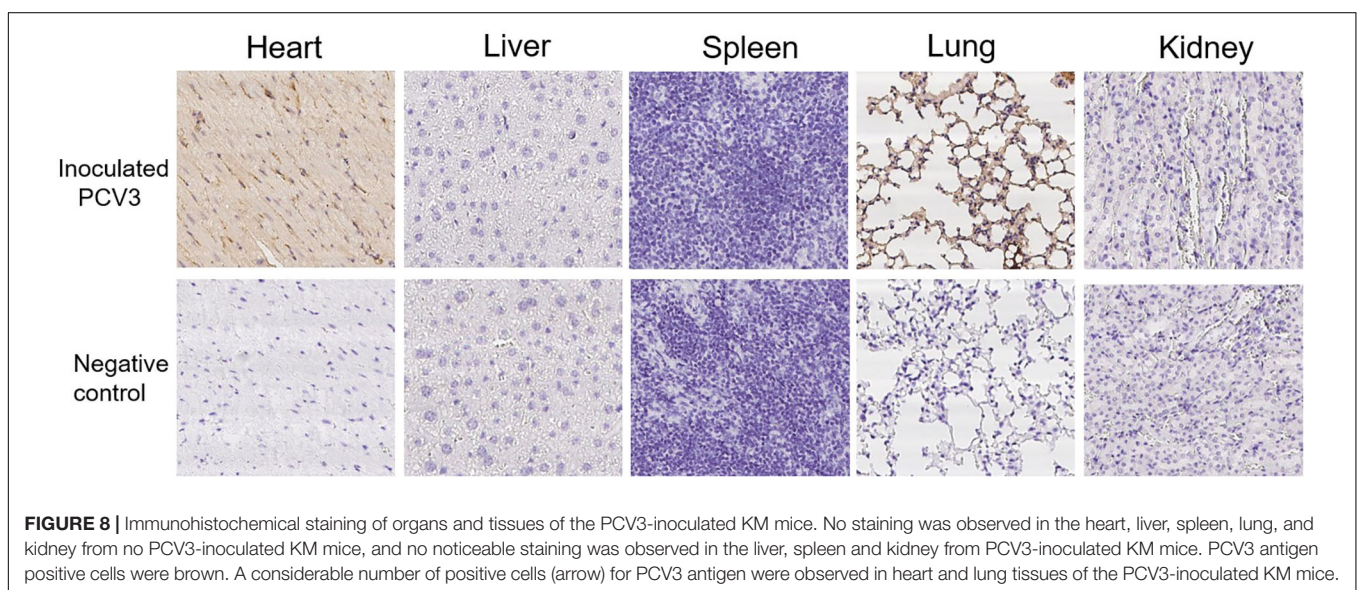 Heart Liver Spleen Lung Kidney
Inoculated
PCV3
Negative
control
FIGURE 8 | Immunohistochemical staining of organs and tissues of the PCV3-inoculated KM mice. No staining was observed in the heart, liver, spleen, lung, and
kidney from no PCV3-inoculated KM mice, and no noticeable staining was observed in the liver, spleen and kidney from PCV3-inoculated KM mice. PCV3 antigen
positive cells were brown. A considerable number of positive cells (arrow) for PCV3 antigen were observed in heart and lung tissues of the PCV3-inoculated KM mice.